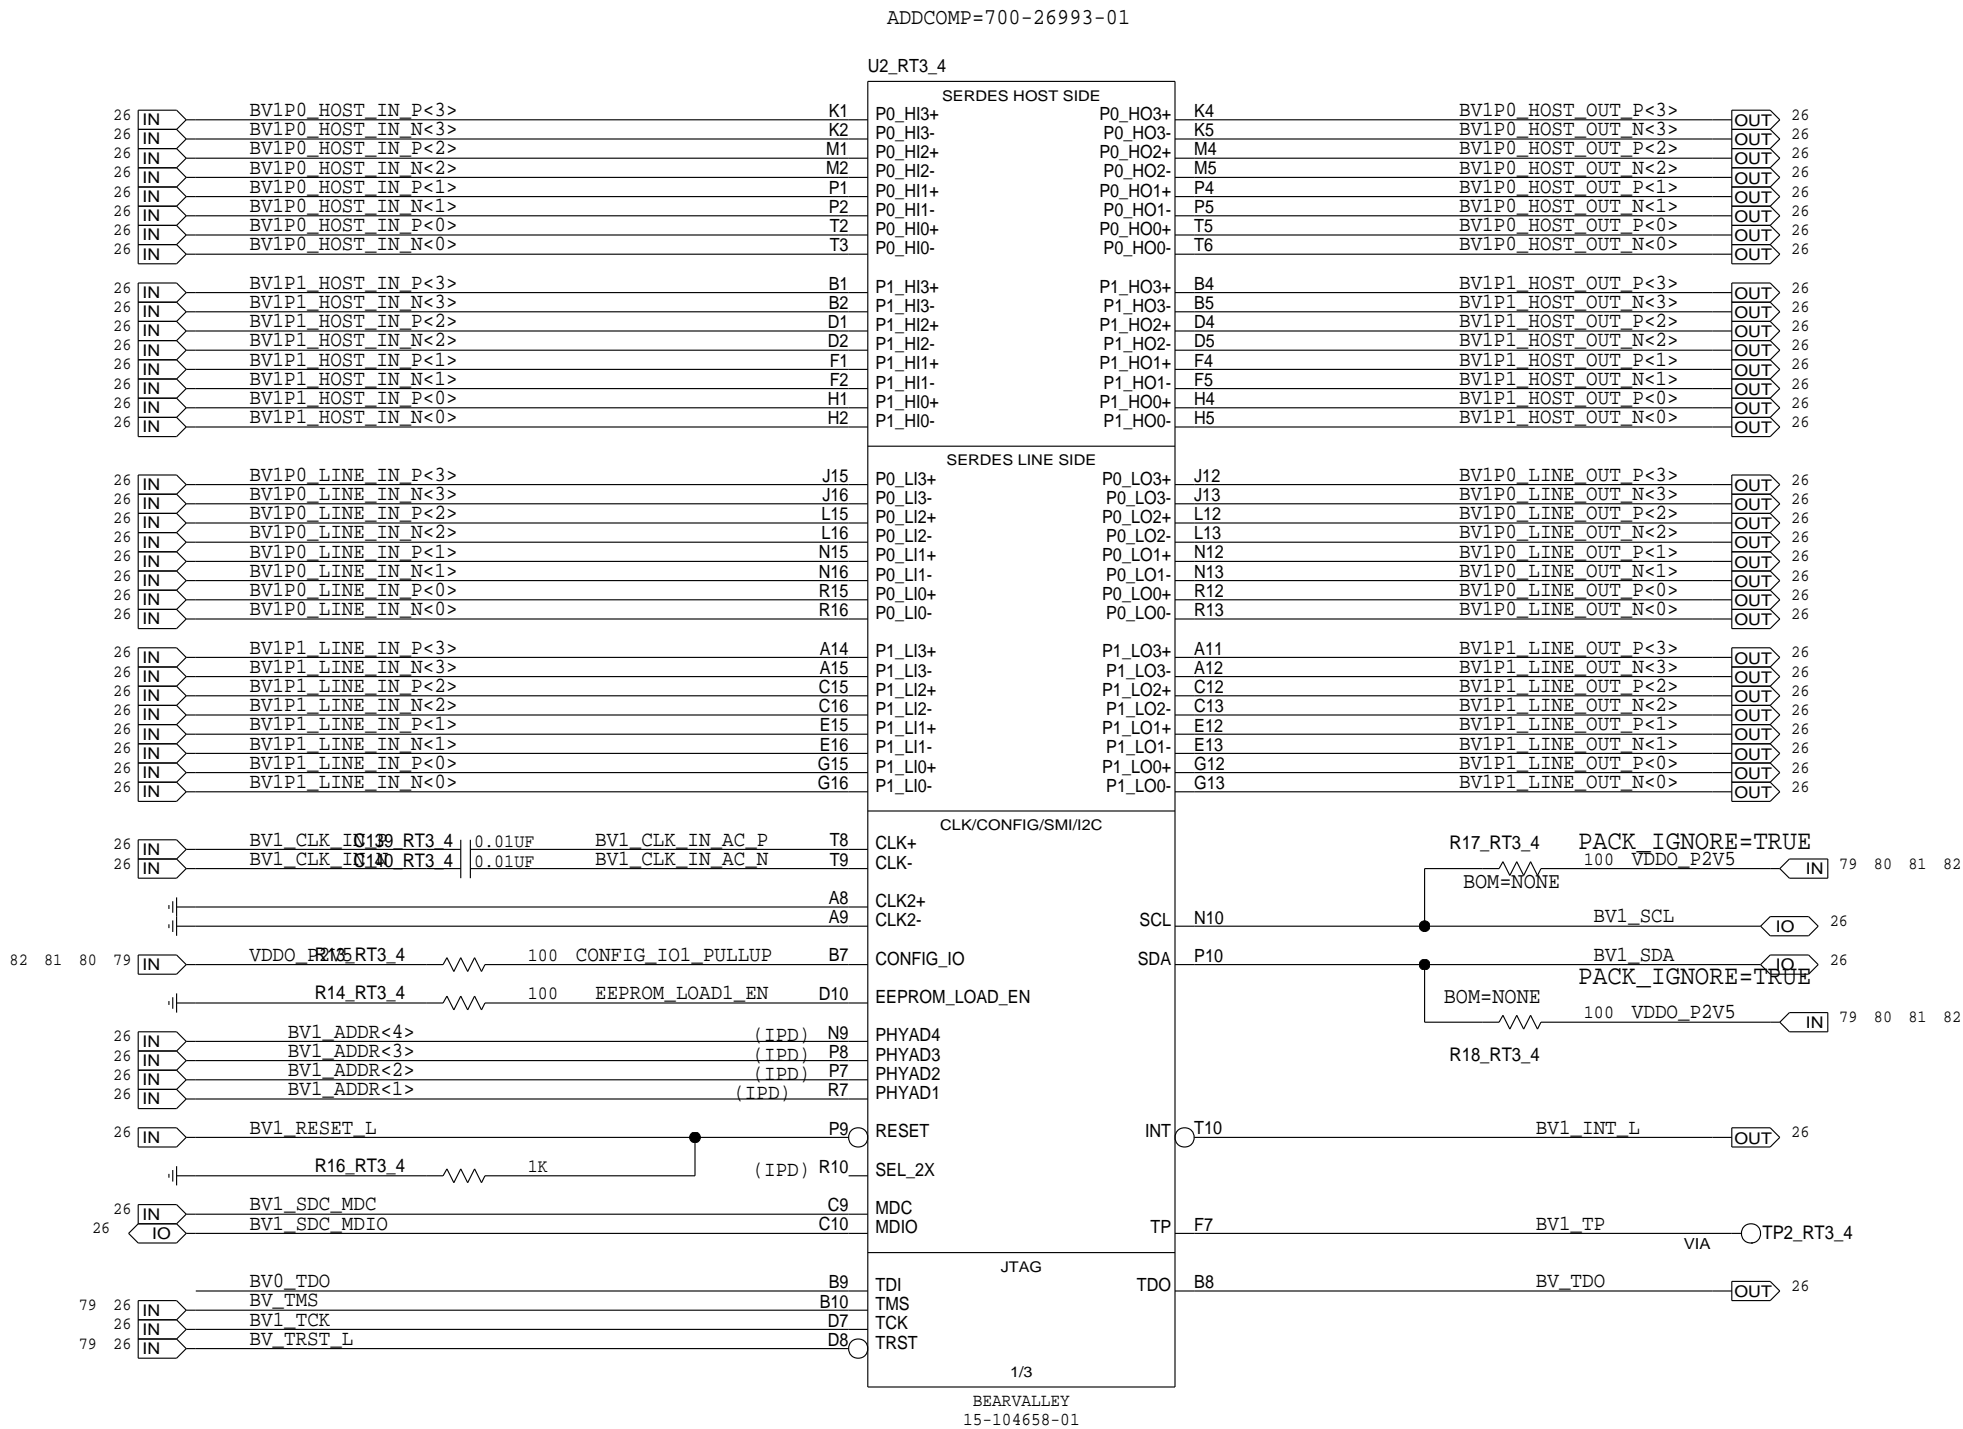 ADDCOMP=700-26993-01
U2_RT3_4
SERDES HOST SIDE
26 IN BV1P0_HOST_IN_P<3> K1 P0_HI3+ P0_HO3+ K4 BV1P0_HOST_OUT_P<3> OUT 26
26 IN BV1P0_HOST_IN_N<3> K2 P0_HI3- P0_HO3- K5 BV1P0_HOST_OUT_N<3> OUT 26
26 IN BV1P0_HOST_IN_P<2> M1 P0_HI2+ P0_HO2+ M4 BV1P0_HOST_OUT_P<2> OUT 26
26 IN BV1P0_HOST_IN_N<2> M2 P0_HI2- P0_HO2- M5 BV1P0_HOST_OUT_N<2> OUT 26
26 IN BV1P0_HOST_IN_P<1> P1 P0_HI1+ P0_HO1+ P4 BV1P0_HOST_OUT_P<1> OUT 26
26 IN BV1P0_HOST_IN_N<1> P2 P0_HI1- P0_HO1- P5 BV1P0_HOST_OUT_N<1> OUT 26
26 IN BV1P0_HOST_IN_P<0> T2 P0_HI0+ P0_HO0+ T5 BV1P0_HOST_OUT_P<0> OUT 26
26 IN BV1P0_HOST_IN_N<0> T3 P0_HI0- P0_HO0- T6 BV1P0_HOST_OUT_N<0> OUT 26
26 IN BV1P1_HOST_IN_P<3> B1 P1_HI3+ P1_HO3+ B4 BV1P1_HOST_OUT_P<3> OUT 26
26 IN BV1P1_HOST_IN_N<3> B2 P1_HI3- P1_HO3- B5 BV1P1_HOST_OUT_N<3> OUT 26
26 IN BV1P1_HOST_IN_P<2> D1 P1_HI2+ P1_HO2+ D4 BV1P1_HOST_OUT_P<2> OUT 26
26 IN BV1P1_HOST_IN_N<2> D2 P1_HI2- P1_HO2- D5 BV1P1_HOST_OUT_N<2> OUT 26
26 IN BV1P1_HOST_IN_P<1> F1 P1_HI1+ P1_HO1+ F4 BV1P1_HOST_OUT_P<1> OUT 26
26 IN BV1P1_HOST_IN_N<1> F2 P1_HI1- P1_HO1- F5 BV1P1_HOST_OUT_N<1> OUT 26
26 IN BV1P1_HOST_IN_P<0> H1 P1_HI0+ P1_HO0+ H4 BV1P1_HOST_OUT_P<0> OUT 26
26 IN BV1P1_HOST_IN_N<0> H2 P1_HI0- P1_HO0- H5 BV1P1_HOST_OUT_N<0> OUT 26
SERDES LINE SIDE
26 IN BV1P0_LINE_IN_P<3> J15 P0_LI3+ P0_LO3+ J12 BV1P0_LINE_OUT_P<3> OUT 26
26 IN BV1P0_LINE_IN_N<3> J16 P0_LI3- P0_LO3- J13 BV1P0_LINE_OUT_N<3> OUT 26
26 IN BV1P0_LINE_IN_P<2> L15 P0_LI2+ P0_LO2+ L12 BV1P0_LINE_OUT_P<2> OUT 26
26 IN BV1P0_LINE_IN_N<2> L16 P0_LI2- P0_LO2- L13 BV1P0_LINE_OUT_N<2> OUT 26
26 IN BV1P0_LINE_IN_P<1> N15 P0_LI1+ P0_LO1+ N12 BV1P0_LINE_OUT_P<1> OUT 26
26 IN BV1P0_LINE_IN_N<1> N16 P0_LI1- P0_LO1- N13 BV1P0_LINE_OUT_N<1> OUT 26
26 IN BV1P0_LINE_IN_P<0> R15 P0_LI0+ P0_LO0+ R12 BV1P0_LINE_OUT_P<0> OUT 26
26 IN BV1P0_LINE_IN_N<0> R16 P0_LI0- P0_LO0- R13 BV1P0_LINE_OUT_N<0> OUT 26
26 IN BV1P1_LINE_IN_P<3> A14 P1_LI3+ P1_LO3+ A11 BV1P1_LINE_OUT_P<3> OUT 26
26 IN BV1P1_LINE_IN_N<3> A15 P1_LI3- P1_LO3- A12 BV1P1_LINE_OUT_N<3> OUT 26
26 IN BV1P1_LINE_IN_P<2> C15 P1_LI2+ P1_LO2+ C12 BV1P1_LINE_OUT_P<2> OUT 26
26 IN BV1P1_LINE_IN_N<2> C16 P1_LI2- P1_LO2- C13 BV1P1_LINE_OUT_N<2> OUT 26
26 IN BV1P1_LINE_IN_P<1> E15 P1_LI1+ P1_LO1+ E12 BV1P1_LINE_OUT_P<1> OUT 26
26 IN BV1P1_LINE_IN_N<1> E16 P1_LI1- P1_LO1- E13 BV1P1_LINE_OUT_N<1> OUT 26
26 IN BV1P1_LINE_IN_P<0> G15 P1_LI0+ P1_LO0+ G12 BV1P1_LINE_OUT_P<0> OUT 26
26 IN BV1P1_LINE_IN_N<0> G16 P1_LI0- P1_LO0- G13 BV1P1_LINE_OUT_N<0> OUT 26
CLK/CONFIG/SMI/I2C
26 IN BV1_CLK_IN_P C139_RT3_4 0.01UF BV1_CLK_IN_AC_P T8 CLK+ R17_RT3_4 PACK_IGNORE=TRUE
26 IN BV1_CLK_IN_N C140_RT3_4 0.01UF BV1_CLK_IN_AC_N T9 CLK- 100 VDDO_P2V5 IN 79 80 81 82
BOM=NONE
A8 CLK2+
A9 CLK2- SCL N10 BV1_SCL IO 26
82 81 80 79 IN VDDO_P2V5 R13_RT3_4 100 CONFIG_IO1_PULLUP B7 CONFIG_IO SDA P10 BV1_SDA IO 26
PACK_IGNORE=TRUE
R14_RT3_4 100 EEPROM_LOAD1_EN D10 EEPROM_LOAD_EN BOM=NONE
100 VDDO_P2V5 IN 79 80 81 82
26 IN BV1_ADDR<4> (IPD) N9 PHYAD4
26 IN BV1_ADDR<3> (IPD) P8 PHYAD3 R18_RT3_4
26 IN BV1_ADDR<2> (IPD) P7 PHYAD2
26 IN BV1_ADDR<1> (IPD) R7 PHYAD1
26 IN BV1_RESET_L P9 RESET INT T10 BV1_INT_L OUT 26
R16_RT3_4 1K (IPD) R10 SEL_2X
26 IN BV1_SDC_MDC C9 MDC
26 IO BV1_SDC_MDIO C10 MDIO TP F7 BV1_TP VIA TP2_RT3_4
JTAG
BV0_TDO B9 TDI TDO B8 BV_TDO OUT 26
79 26 IN BV_TMS B10 TMS
26 IN BV1_TCK D7 TCK
79 26 IN BV_TRST_L D8 TRST
1/3
BEARVALLEY
15-104658-01